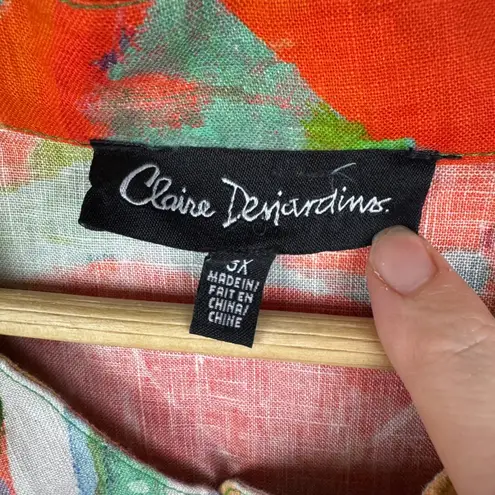 Claire Desjardins.
3X
MADE IN/
FAIT EN
CHINA/
CHINE